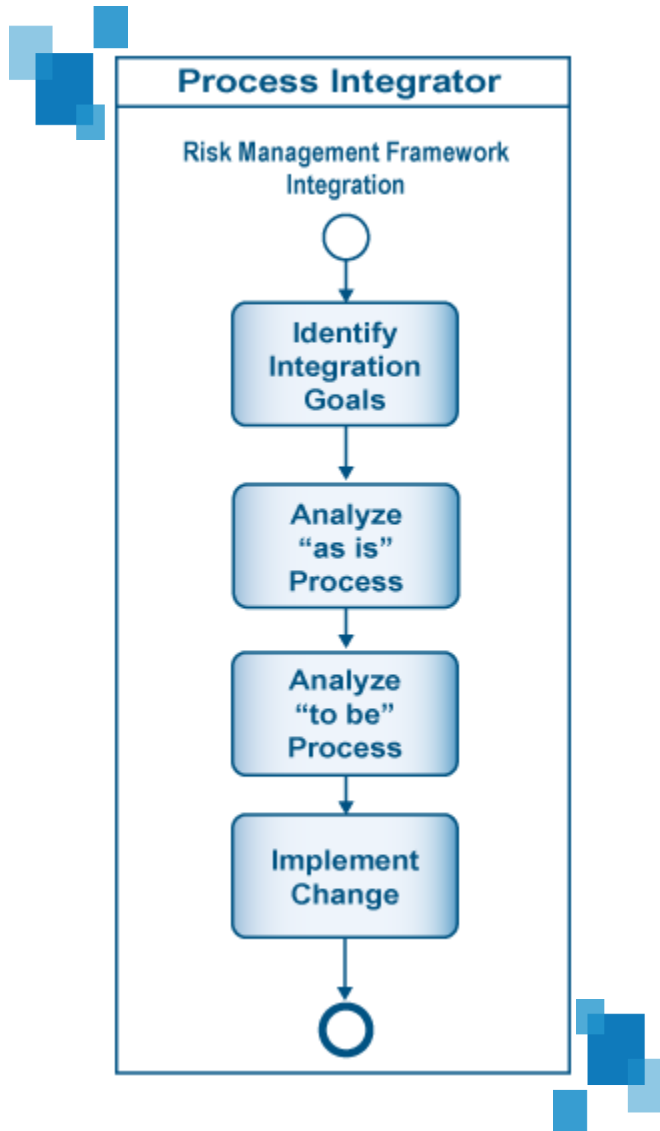 Process Integrator
Risk Management Framework
Integration
Identify
Integration
Goals
Analyze
“as is”
Process
Analyze
“to be”
Process
Implement
Change